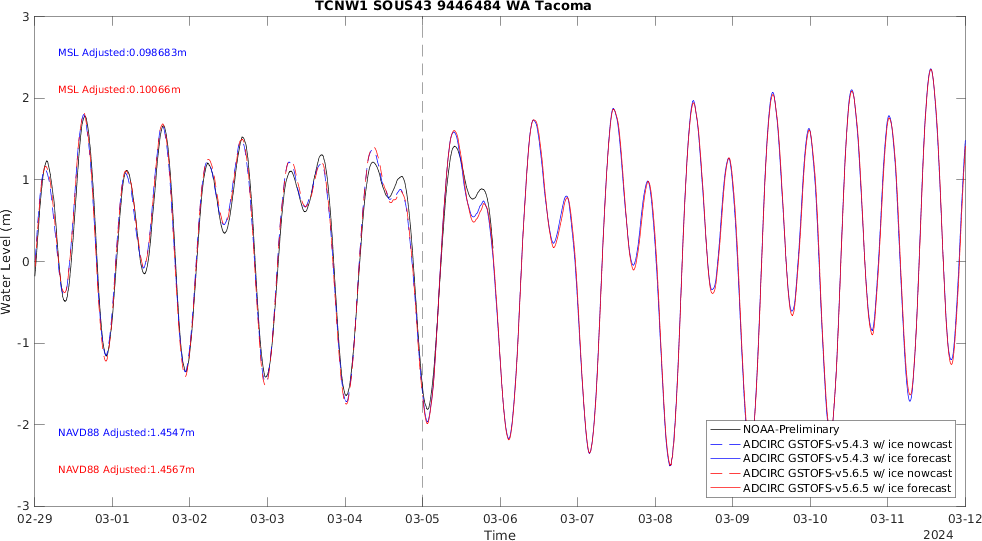 TCNW1 SOUS43 9446484 WA Tacoma
MSL Adjusted:0.098683m
MSL Adjusted:0.10066m
NAVD88 Adjusted:1.4547m
NAVD88 Adjusted:1.4567m
Water Level (m)
3
2
1
0
-1
-2
-3
NOAA-Preliminary
ADCIRC GSTOFS-v5.4.3 w/ ice nowcast
ADCIRC GSTOFS-v5.4.3 w/ ice forecast
ADCIRC GSTOFS-v5.6.5 w/ ice nowcast
ADCIRC GSTOFS-v5.6.5 w/ ice forecast
02-29 03-01 03-02 03-03 03-04 03-05 03-06 03-07 03-08 03-09 03-10 03-11 03-12
Time
2024